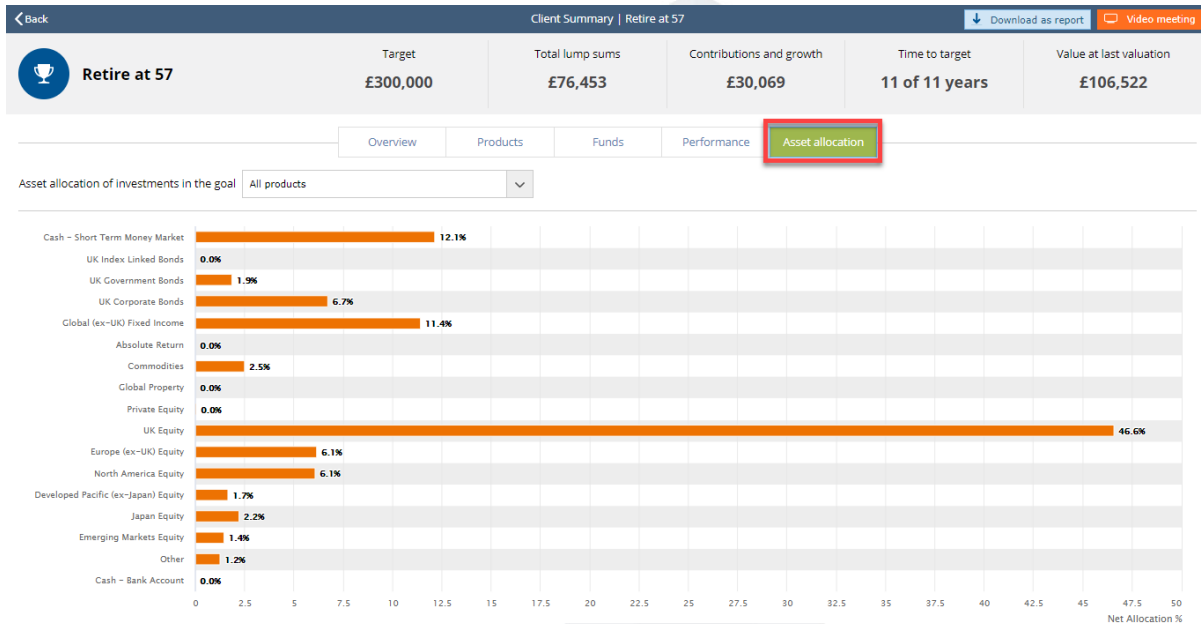 Back
Client Summary | Retire at 57
Download as report
Video meeting
Retire at 57
Target
£300,000
Total lump sums
£76,453
Contributions and growth
£30,069
Time to target
11 of 11 years
Value at last valuation
£106,522
Overview
Products
Funds
Performance
Asset allocation
Asset allocation of investments in the goal
All products
Cash - Short Term Money Market 12.1%
UK Index Linked Bonds 0.0%
UK Government Bonds 1.9%
UK Corporate Bonds 6.7%
Global (ex-UK) Fixed Income 11.4%
Absolute Return 0.0%
Commodities 2.5%
Global Property 0.0%
Private Equity 0.0%
UK Equity 46.6%
Europe (ex-UK) Equity 6.1%
North America Equity 6.1%
Developed Pacific (ex-Japan) Equity 1.7%
Japan Equity 2.2%
Emerging Markets Equity 1.4%
Other 1.2%
Cash - Bank Account 0.0%
0 2.5 5 7.5 10 12.5 15 17.5 20 22.5 25 27.5 30 32.5 35 37.5 40 42.5 45 47.5 50
Net Allocation %